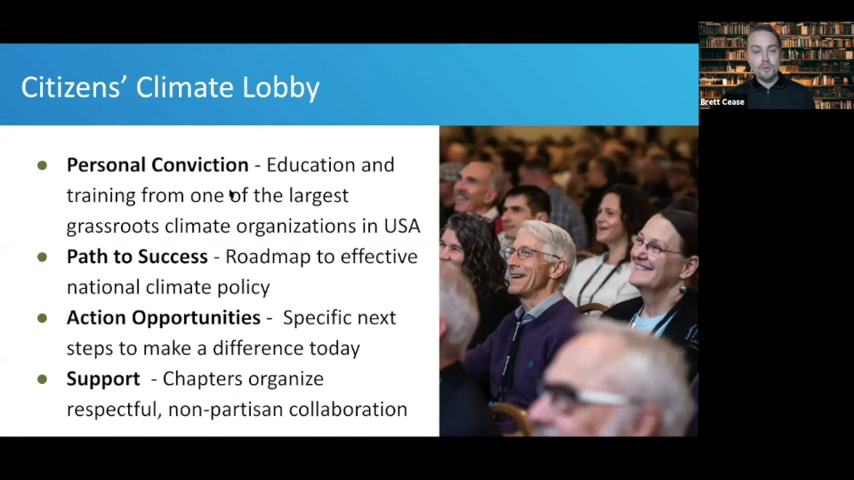 Citizens' Climate Lobby
Brett Cease
● Personal Conviction - Education and
training from one of the largest
grassroots climate organizations in USA
● Path to Success - Roadmap to effective
national climate policy
● Action Opportunities - Specific next
steps to make a difference today
● Support - Chapters organize
respectful, non-partisan collaboration